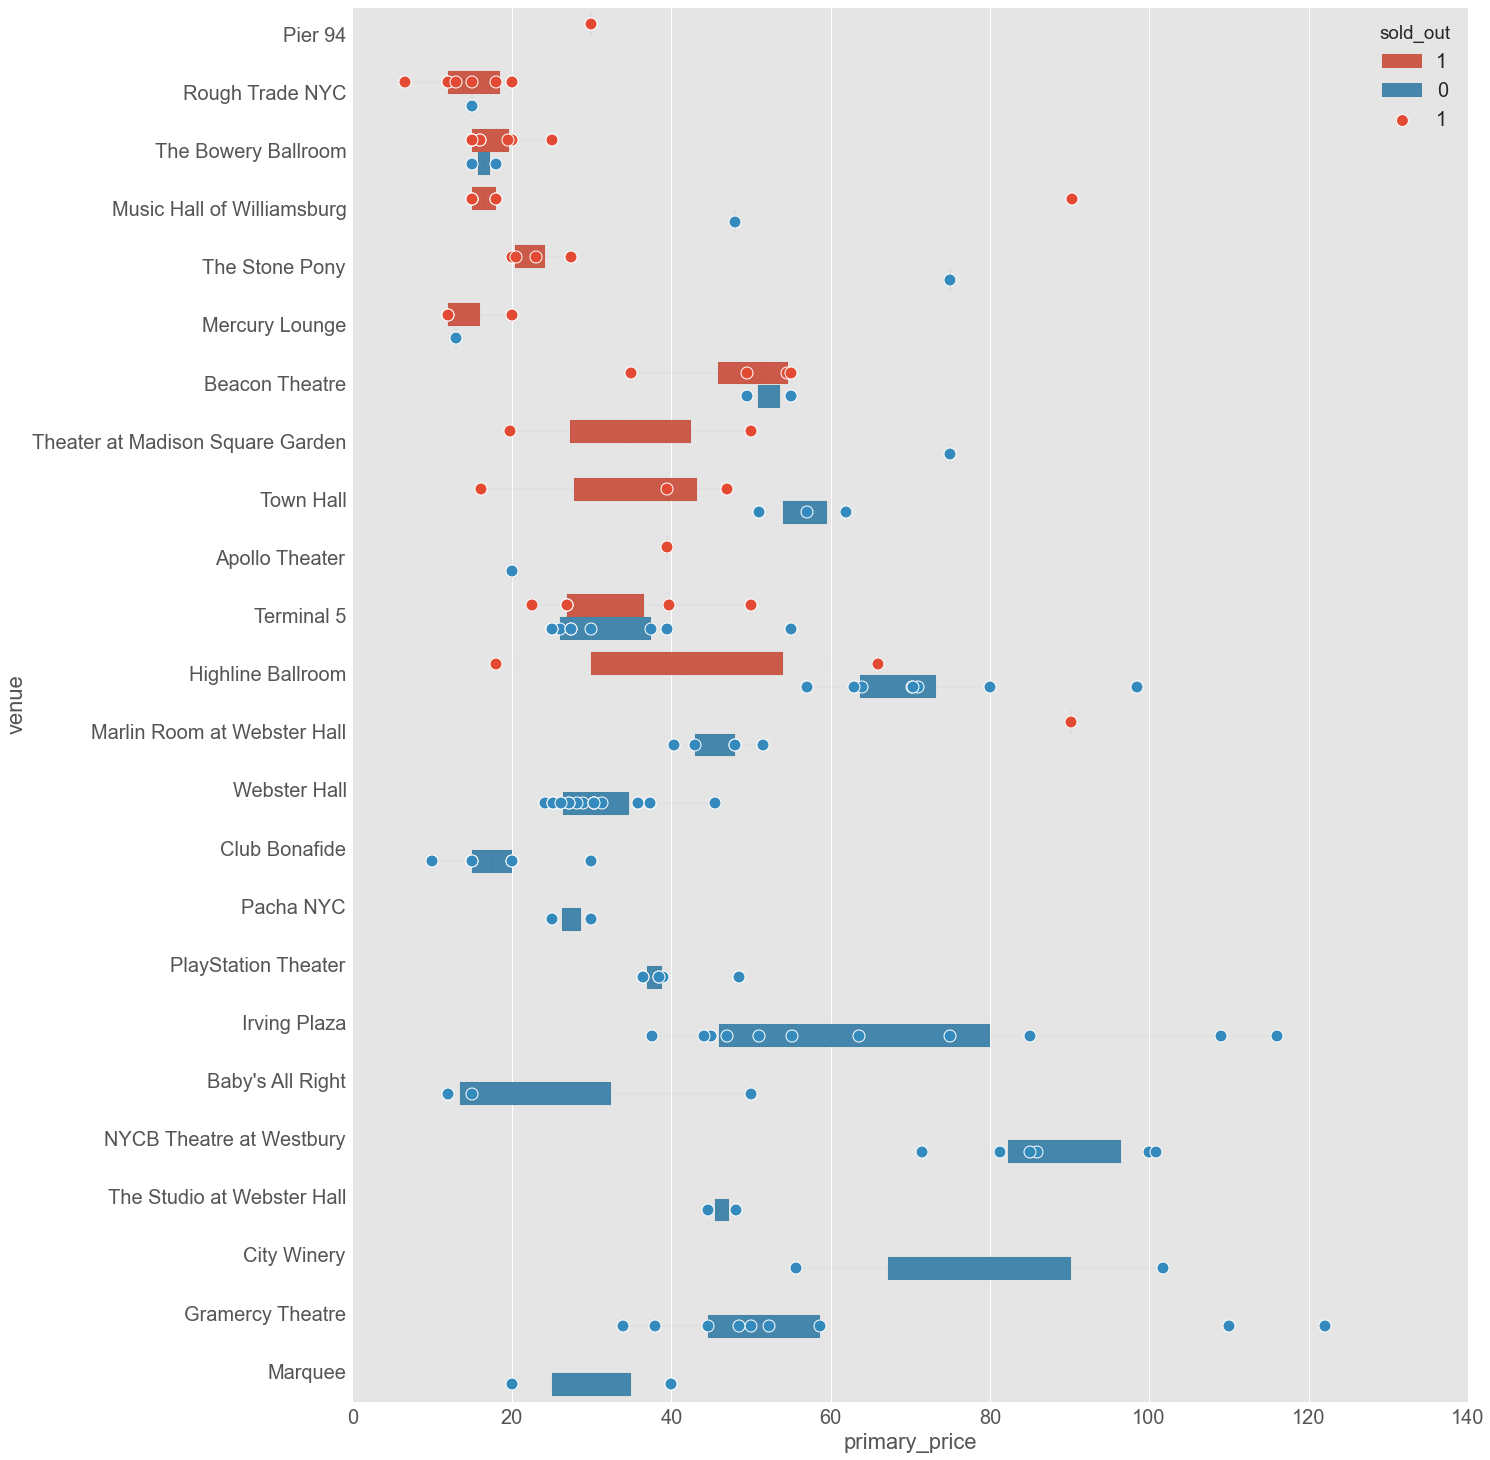 sold_out
1
0
1
Pier 94
Rough Trade NYC
The Bowery Ballroom
Music Hall of Williamsburg
The Stone Pony
Mercury Lounge
Beacon Theatre
Theater at Madison Square Garden
Town Hall
Apollo Theater
Terminal 5
Highline Ballroom
Marlin Room at Webster Hall
Webster Hall
Club Bonafide
Pacha NYC
PlayStation Theater
Irving Plaza
Baby's All Right
NYCB Theatre at Westbury
The Studio at Webster Hall
City Winery
Gramercy Theatre
Marquee
venue
0 20 40 60 80 100 120 140
primary_price